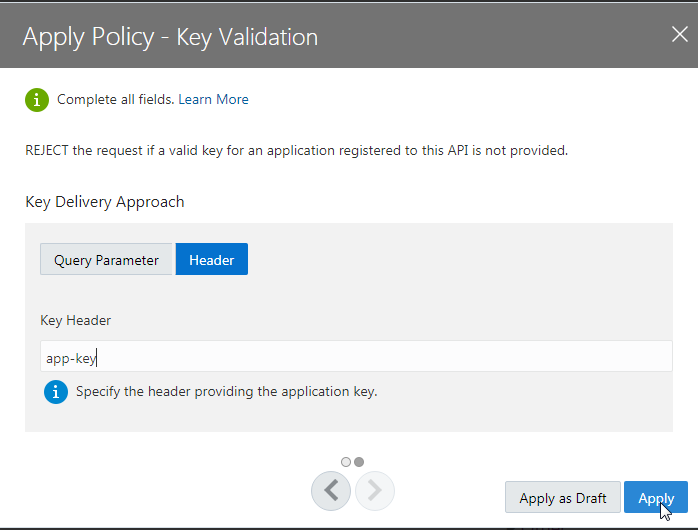 Apply Policy - Key Validation
Complete all fields. Learn More
REJECT the request if a valid key for an application registered to this API is not provided.
Key Delivery Approach
Query Parameter Header
Key Header
app-key
Specify the header providing the application key.
Apply as Draft Apply